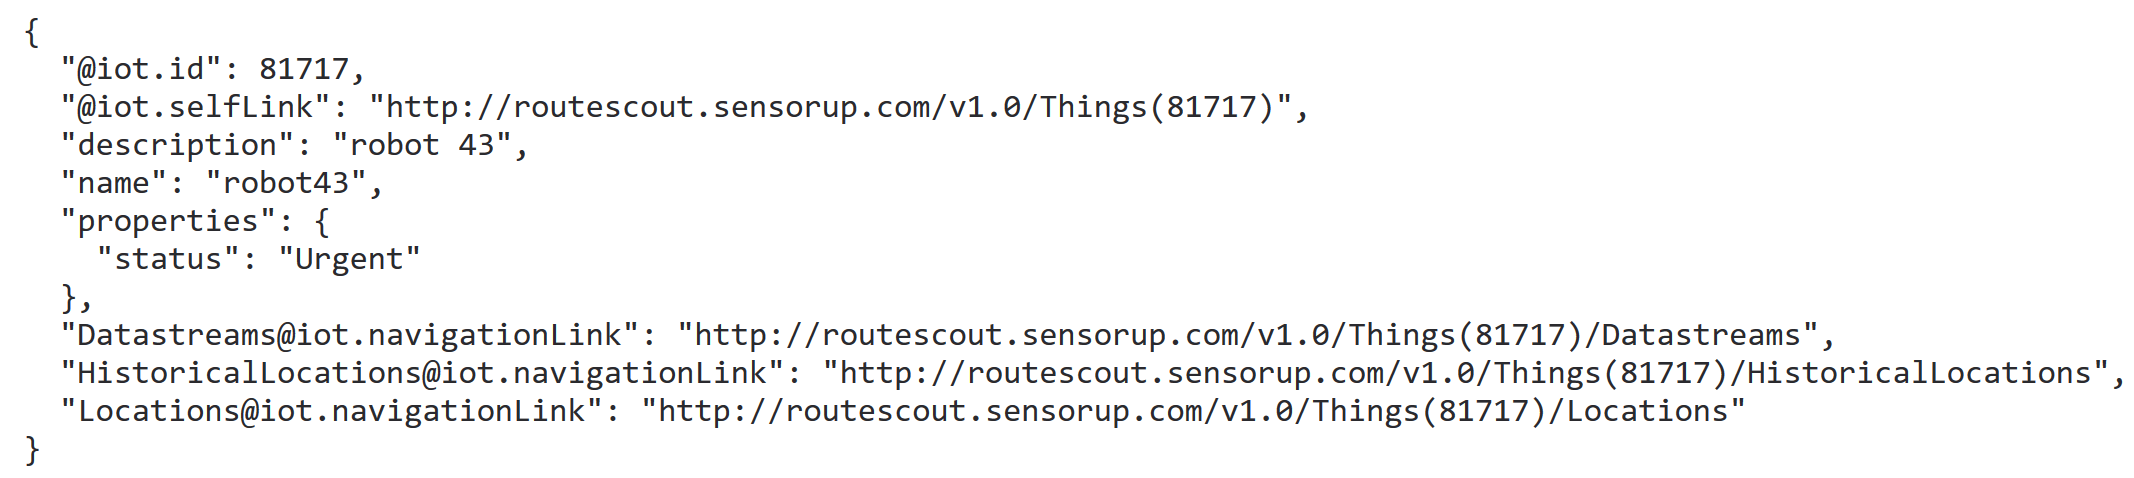 {
  "@iot.id": 81717,
  "@iot.selfLink": "http://routescout.sensorup.com/v1.0/Things(81717)",
  "description": "robot 43",
  "name": "robot43",
  "properties": {
    "status": "Urgent"
  },
  "Datastreams@iot.navigationLink": "http://routescout.sensorup.com/v1.0/Things(81717)/Datastreams",
  "HistoricalLocations@iot.navigationLink": "http://routescout.sensorup.com/v1.0/Things(81717)/HistoricalLocations",
  "Locations@iot.navigationLink": "http://routescout.sensorup.com/v1.0/Things(81717)/Locations"
}